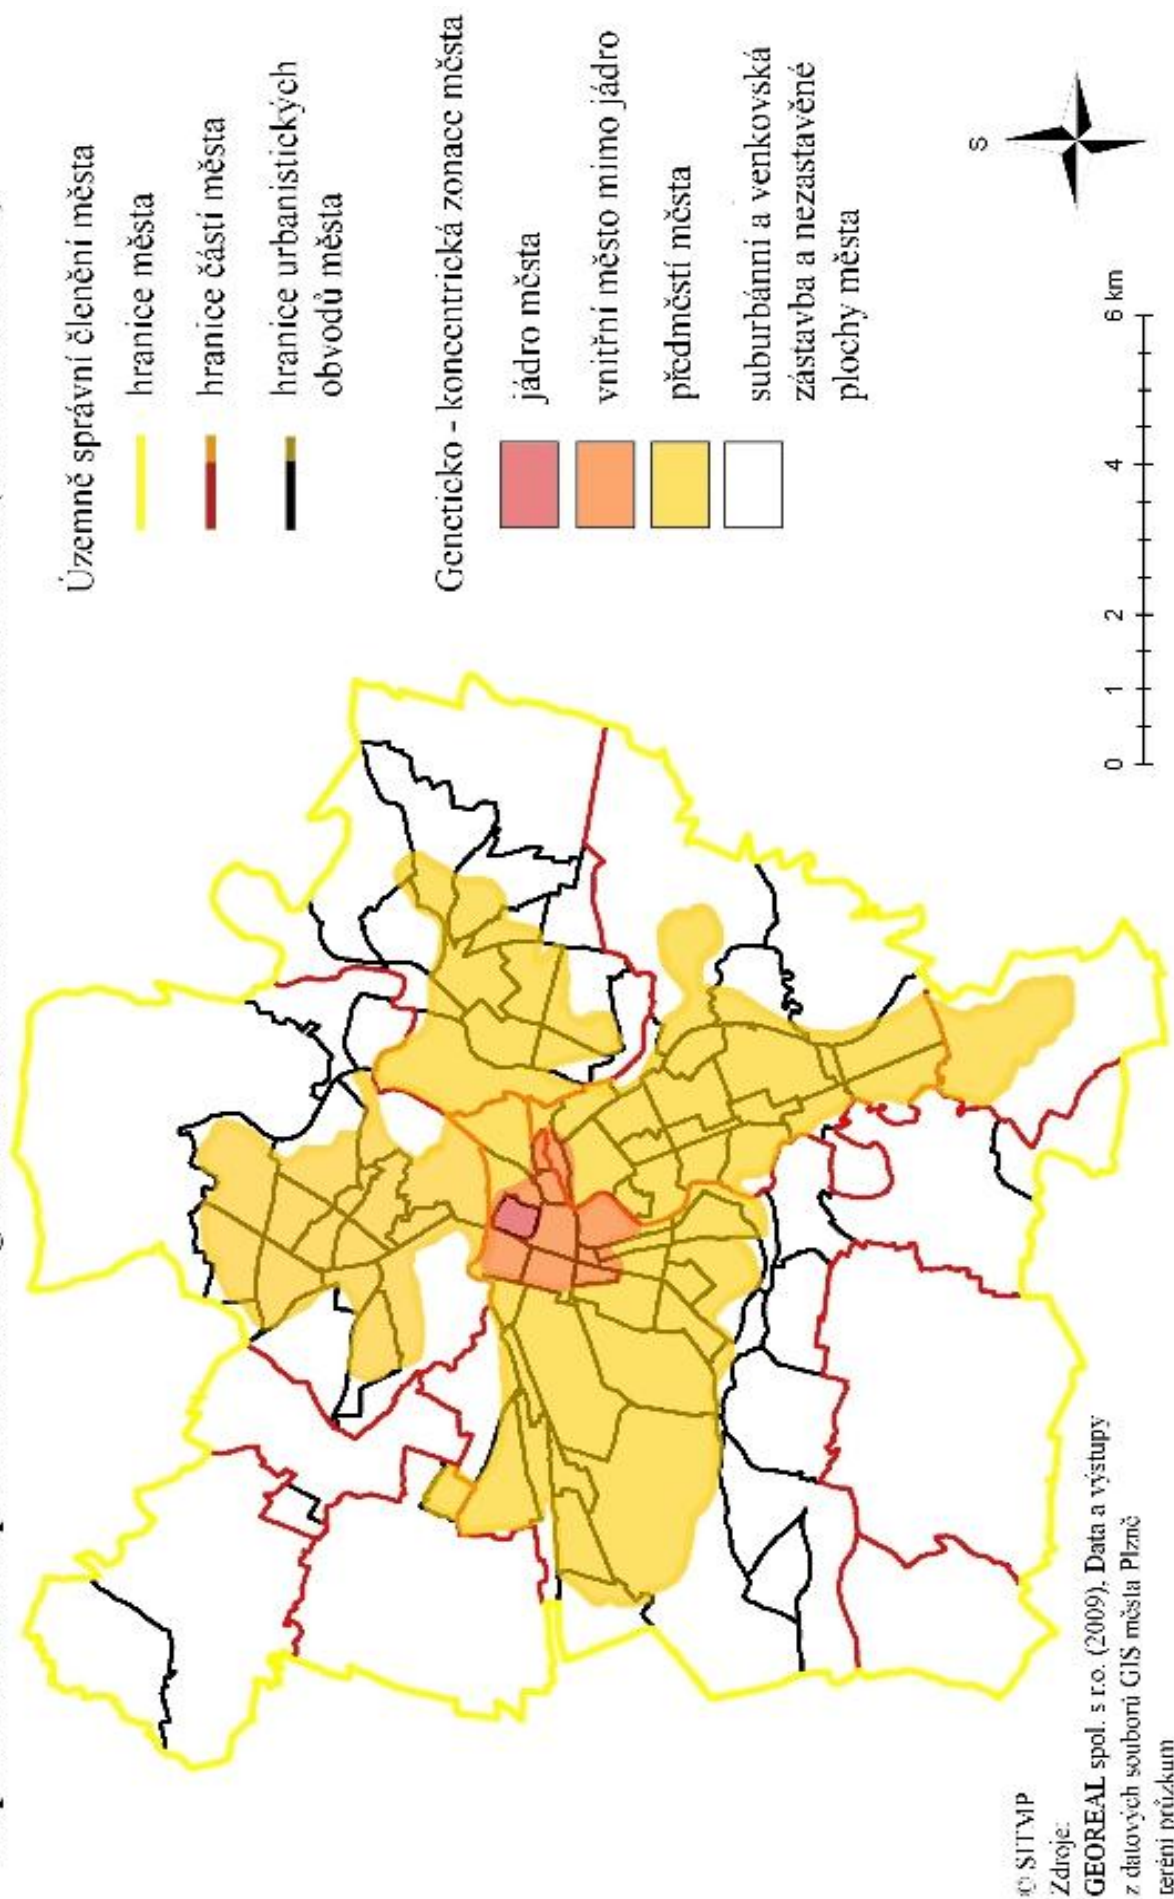 Územně správní členění města
hranice města
hranice částí města
hranice urbanistických
obvodů města
Geneticko - koncentrická zonace města
jádro města
vnitřní město mimo jádro
předměstí města
suburbánní a venkovská
zástavba a nezastavěné
plochy města
S
0 1 2 4 6 km
© SITMP
Zdroje:
GEOREAL spol. s r.o. (2009), Data a výstupy
z datových souborů GIS města Plzně
terénní průzkum